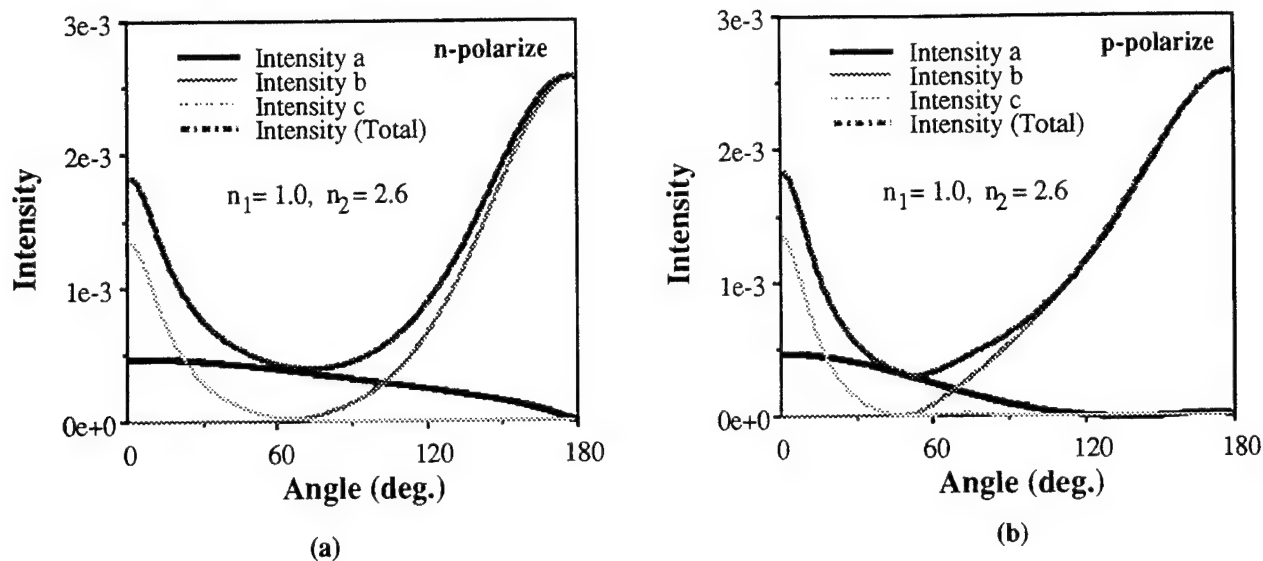 3e-3
2e-3
1e-3
0e+0
Intensity
n-polarize
Intensity a
Intensity b
Intensity c
Intensity (Total)
n1= 1.0, n2= 2.6
0 60 120 180
Angle (deg.)
(a)
3e-3
2e-3
1e-3
0e+0
Intensity
p-polarize
Intensity a
Intensity b
Intensity c
Intensity (Total)
n1= 1.0, n2= 2.6
0 60 120 180
Angle (deg.)
(b)